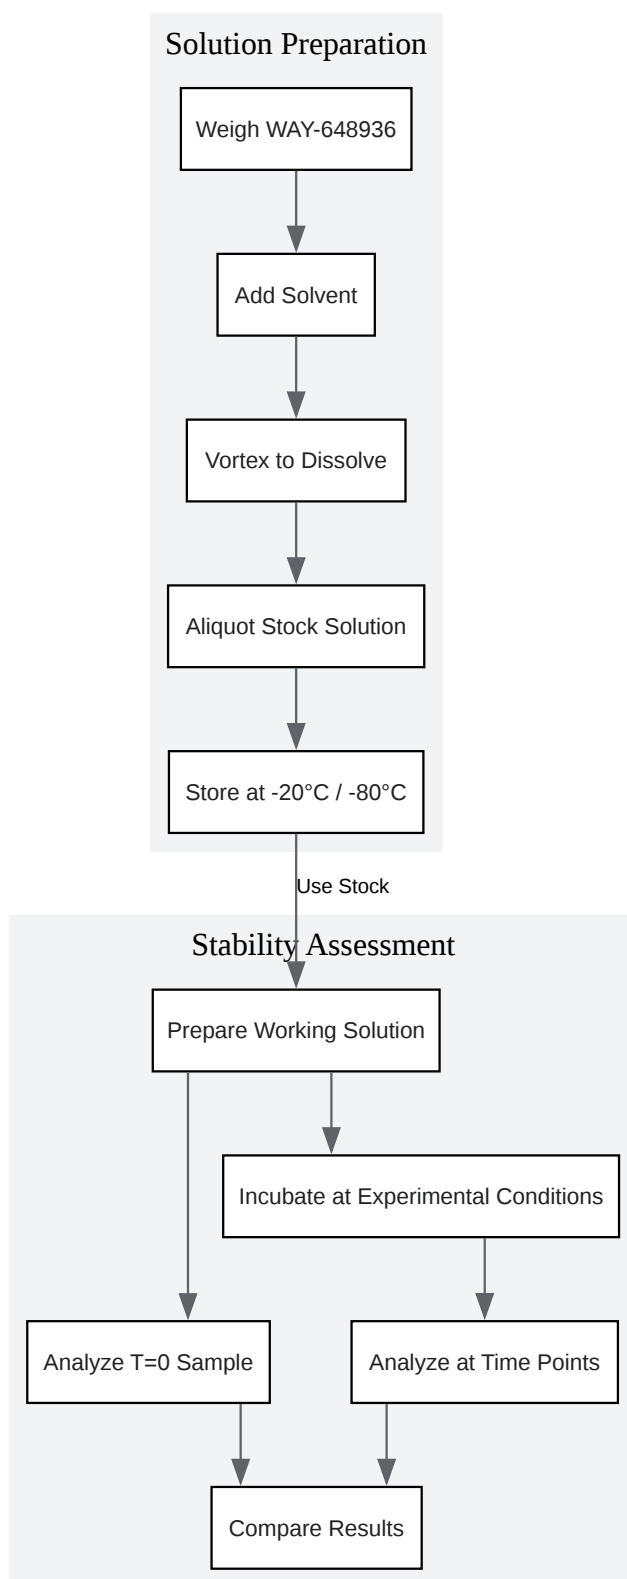 Solution Preparation
Weigh WAY-648936
Add Solvent
Vortex to Dissolve
Aliquot Stock Solution
Store at -20°C / -80°C
Use Stock
Stability Assessment
Prepare Working Solution
Incubate at Experimental Conditions
Analyze T=0 Sample
Analyze at Time Points
Compare Results